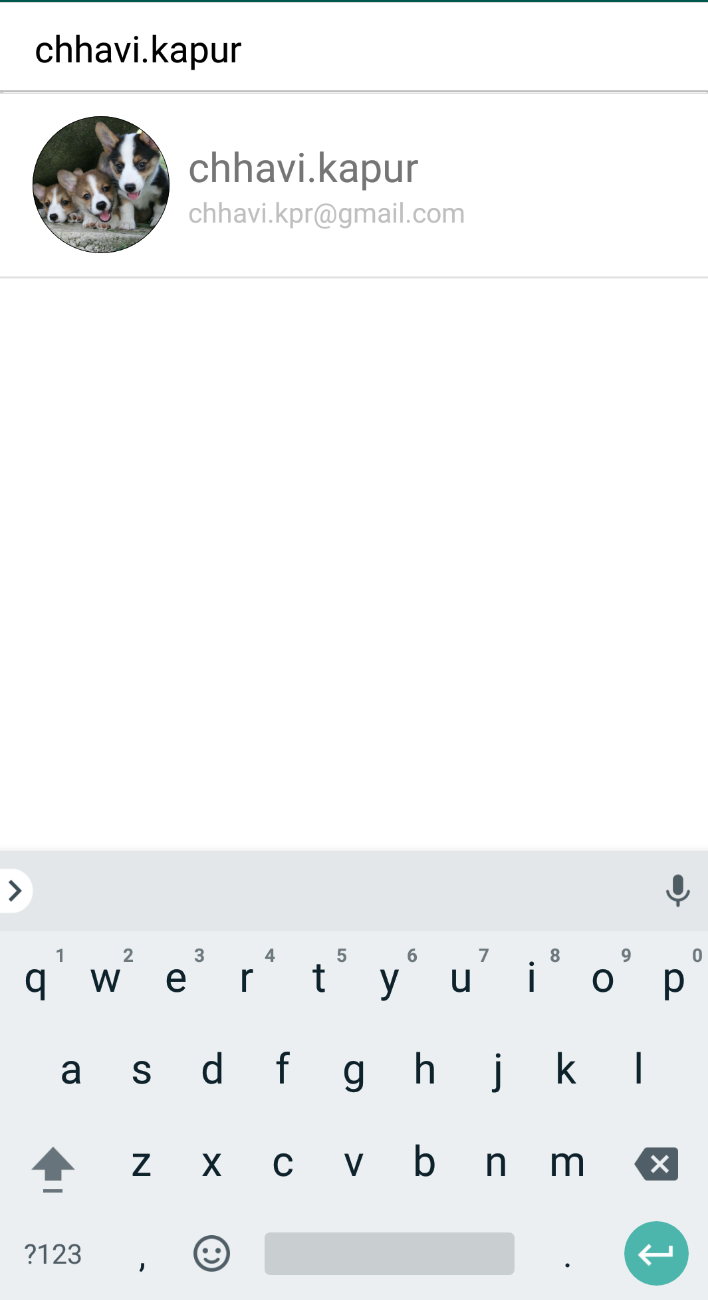 chhavi.kapur
chhavi.kapur
chhavi.kpr@gmail.com
1 2 3 4 5 6 7 8 9 0
q w e r t y u i o p
a s d f g h j k l
z x c v b n m
?123 , .